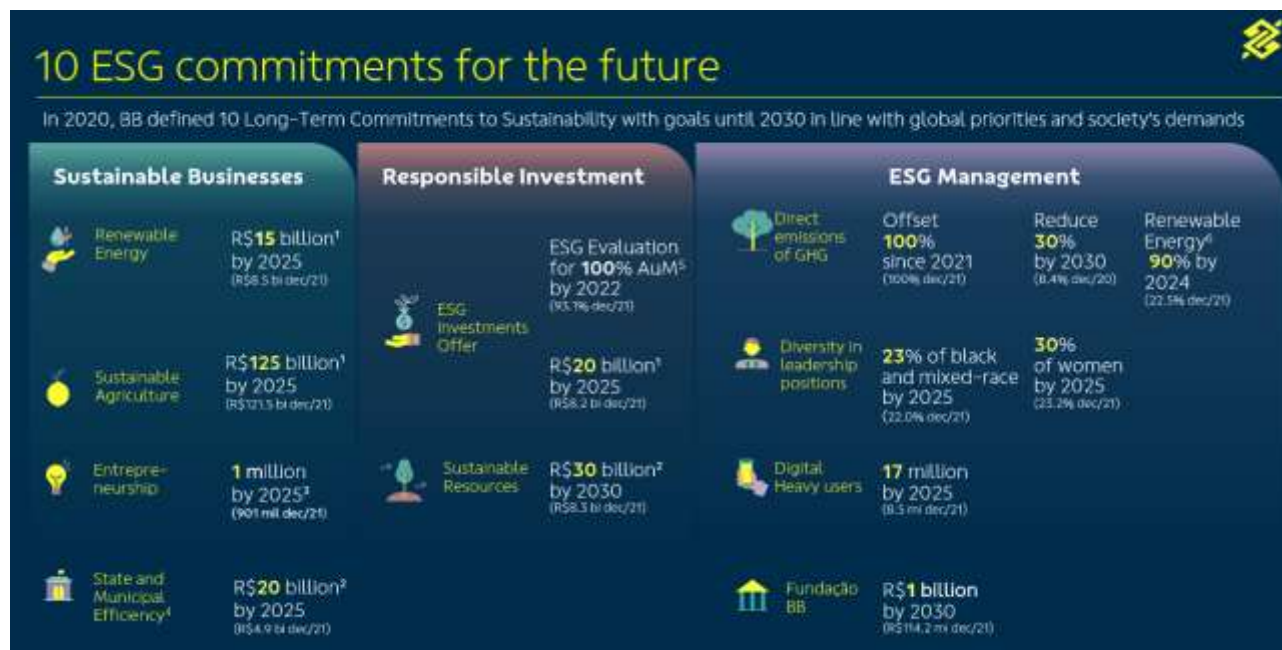 10 ESG commitments for the future
In 2020, BB defined 10 Long-Term Commitments to Sustainability with goals until 2030 in line with global priorities and society's demands
Sustainable Businesses
Renewable
Energy
R$15 billion¹
by 2025
(R$8.5 bi dec/21)
Sustainable
Agriculture
R$125 billion¹
by 2025
(R$121.5 bi dec/21)
Entrepre-
neurship
1 million
by 2025³
(901 mil dec/21)
State and
Municipal
Efficiency⁴
R$20 billion²
by 2025
(R$4.9 bi dec/21)
Responsible Investment
ESG
Investments
Offer
ESG Evaluation
for 100% AuM⁵
by 2022
(93.1% dec/21)
R$20 billion¹
by 2025
(R$8.2 bi dec/21)
Sustainable
Resources
R$30 billion²
by 2030
(R$8.3 bi dec/21)
ESG Management
Direct
emissions
of GHG
Offset
100%
since 2021
(100% dec/21)
Reduce
30%
by 2030
(8.4% dec/20)
Renewable
Energy⁶
90% by
2024
(22.5% dec/21)
Diversity in
leadership
positions
23% of black
and mixed-race
by 2025
(22.0% dec/21)
30%
of women
by 2025
(23.2% dec/21)
Digital
Heavy users
17 million
by 2025
(8.5 mi dec/21)
Fundação
BB
R$1 billion
by 2030
(R$114.2 mi dec/21)